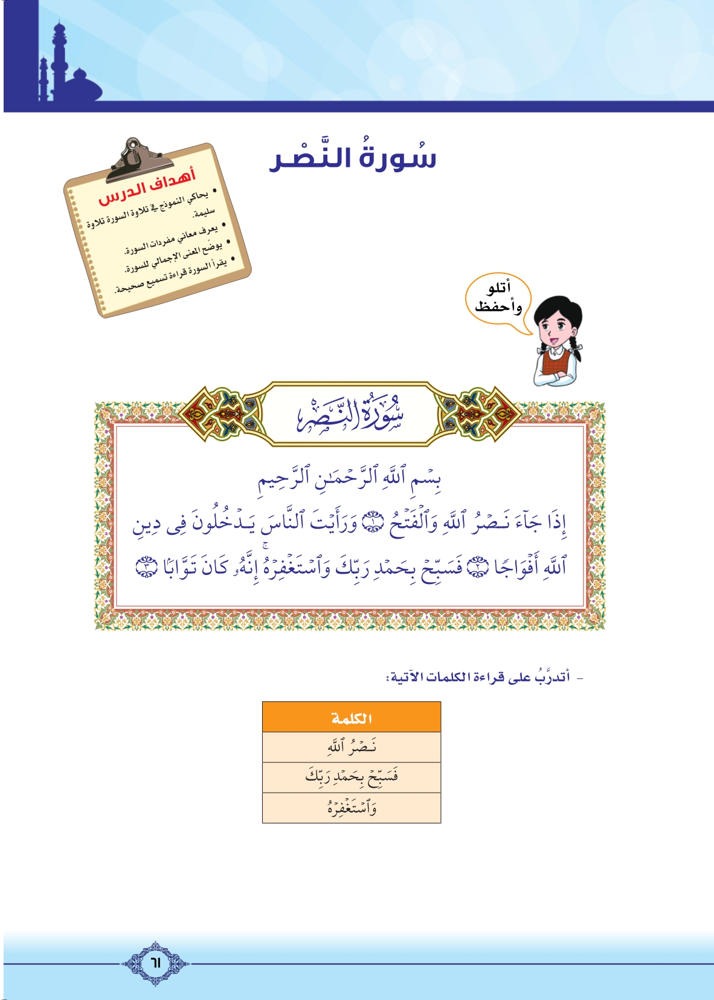 سُورةُ النَّصْر
أهداف الدرس
• يحاكي النموذج في تلاوة السورة تلاوة
سليمة.
• يعرف معاني مفردات السورة.
• يوضّح المعنى الإجمالي للسورة.
• يقرأ السورة قراءة تسميع صحيحة.
أتلو
وأحفظ
سُورَةُ النَّصْرِ
بِسْمِ ٱللَّهِ ٱلرَّحْمَـٰنِ ٱلرَّحِيمِ
إِذَا جَآءَ نَصْرُ ٱللَّهِ وَٱلْفَتْحُ ١ وَرَأَيْتَ ٱلنَّاسَ يَدْخُلُونَ فِى دِينِ
ٱللَّهِ أَفْوَاجًا ٢ فَسَبِّحْ بِحَمْدِ رَبِّكَ وَٱسْتَغْفِرْهُ ۚ إِنَّهُۥ كَانَ تَوَّابًۢا ٣
– أتدرَّبُ على قراءة الكلمات الآتية:
الكلمة
نَصْرُ ٱللَّهِ
فَسَبِّحْ بِحَمْدِ رَبِّكَ
وَٱسْتَغْفِرْهُ
٦١